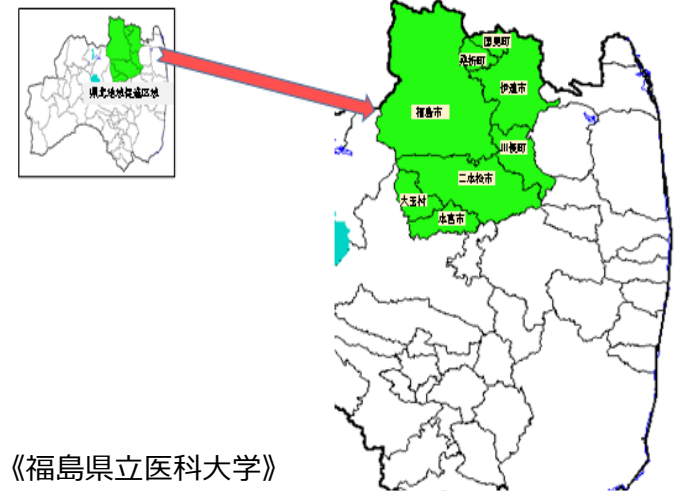 県北地域促進区域
国見町
桑折町
伊達市
福島市
川俣町
二本松市
大玉村
本宮市
《福島県立医科大学》